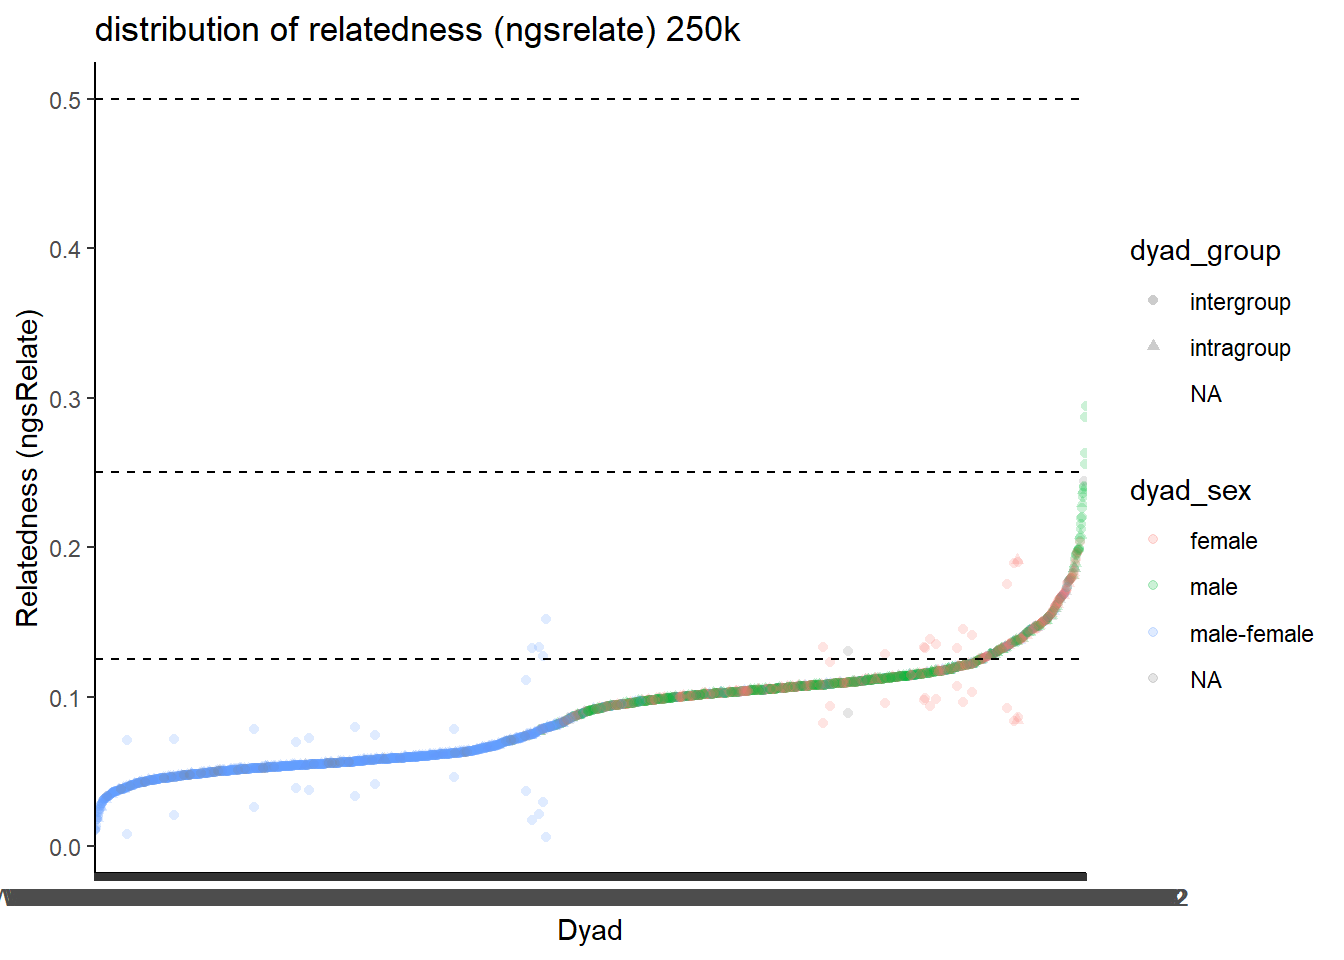 distribution of relatedness (ngsrelate) 250k
Relatedness (ngsRelate)
0.5
0.4
0.3
0.2
0.1
0.0
Dyad
dyad_group
intergroup
intragroup
NA
dyad_sex
female
male
male-female
NA